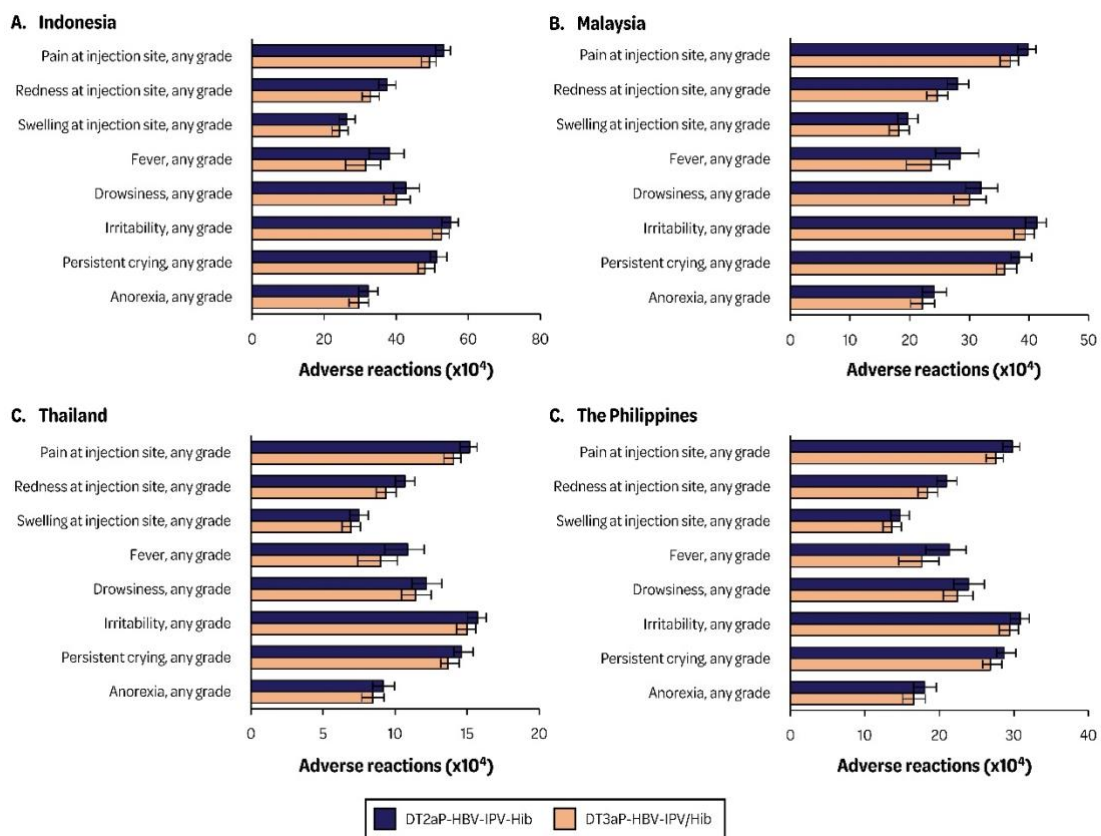 A. Indonesia
Pain at injection site, any grade
Redness at injection site, any grade
Swelling at injection site, any grade
Fever, any grade
Drowsiness, any grade
Irritability, any grade
Persistent crying, any grade
Anorexia, any grade
0 20 40 60 80
Adverse reactions (x10⁴)
B. Malaysia
Pain at injection site, any grade
Redness at injection site, any grade
Swelling at injection site, any grade
Fever, any grade
Drowsiness, any grade
Irritability, any grade
Persistent crying, any grade
Anorexia, any grade
0 10 20 30 40 50
Adverse reactions (x10⁴)
C. Thailand
Pain at injection site, any grade
Redness at injection site, any grade
Swelling at injection site, any grade
Fever, any grade
Drowsiness, any grade
Irritability, any grade
Persistent crying, any grade
Anorexia, any grade
0 5 10 15 20
Adverse reactions (x10⁴)
C. The Philippines
Pain at injection site, any grade
Redness at injection site, any grade
Swelling at injection site, any grade
Fever, any grade
Drowsiness, any grade
Irritability, any grade
Persistent crying, any grade
Anorexia, any grade
0 10 20 30 40
Adverse reactions (x10⁴)
DT2aP-HBV-IPV-Hib DT3aP-HBV-IPV/Hib